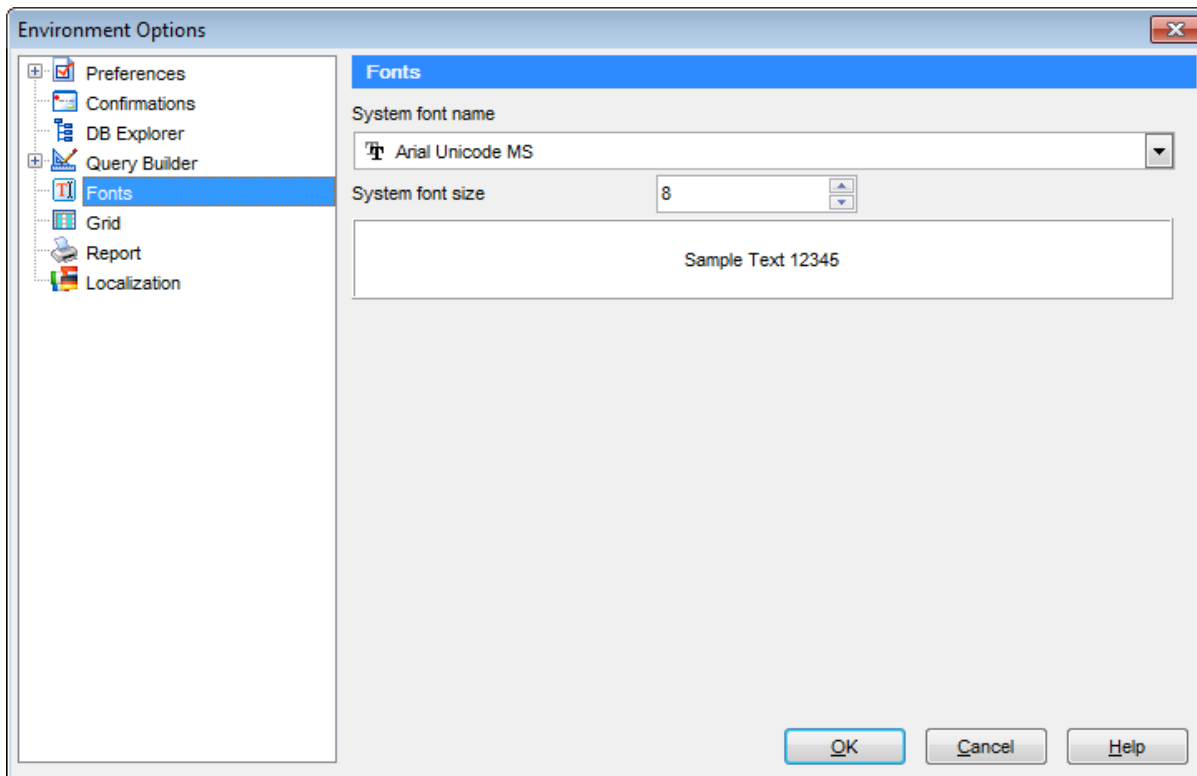 Environment Options
Preferences
Confirmations
DB Explorer
Query Builder
Fonts
Grid
Report
Localization
Fonts
System font name
Arial Unicode MS
System font size 8
Sample Text 12345
OK Cancel Help